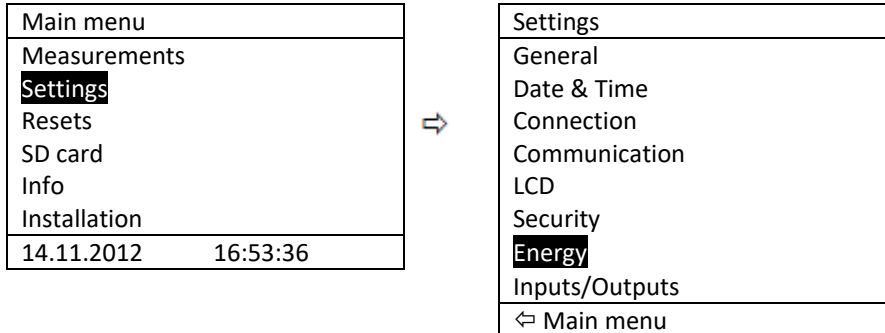 Main menu
Measurements
Settings
Resets
SD card
Info
Installation
14.11.2012 16:53:36
⇨
Settings
General
Date & Time
Connection
Communication
LCD
Security
Energy
Inputs/Outputs
⇦ Main menu